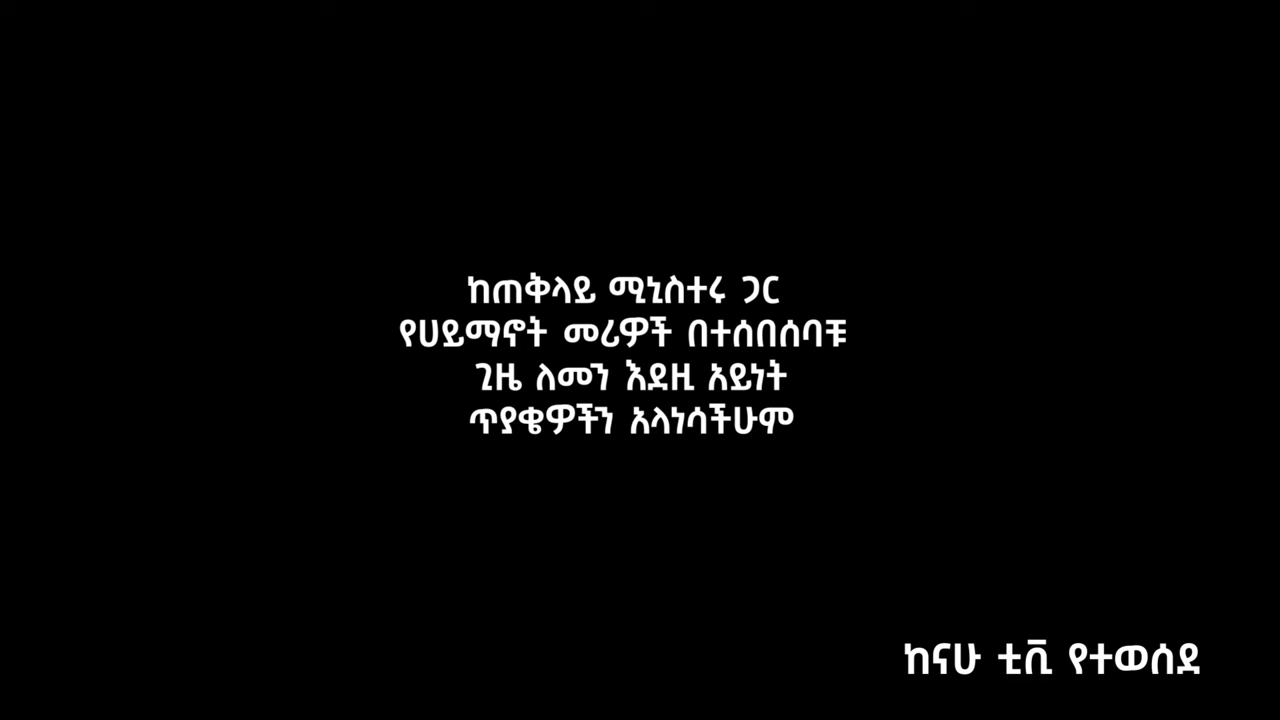 ከጠቅላይ ሚኒስተሩ ጋር
የሀይማኖት መሪዎች በተሰበሰባቹ
ጊዜ ለመን እደዚ አይነት
ጥያቄዎችን አላነሳችሁም
ከናሁ ቲቪ የተወሰደ